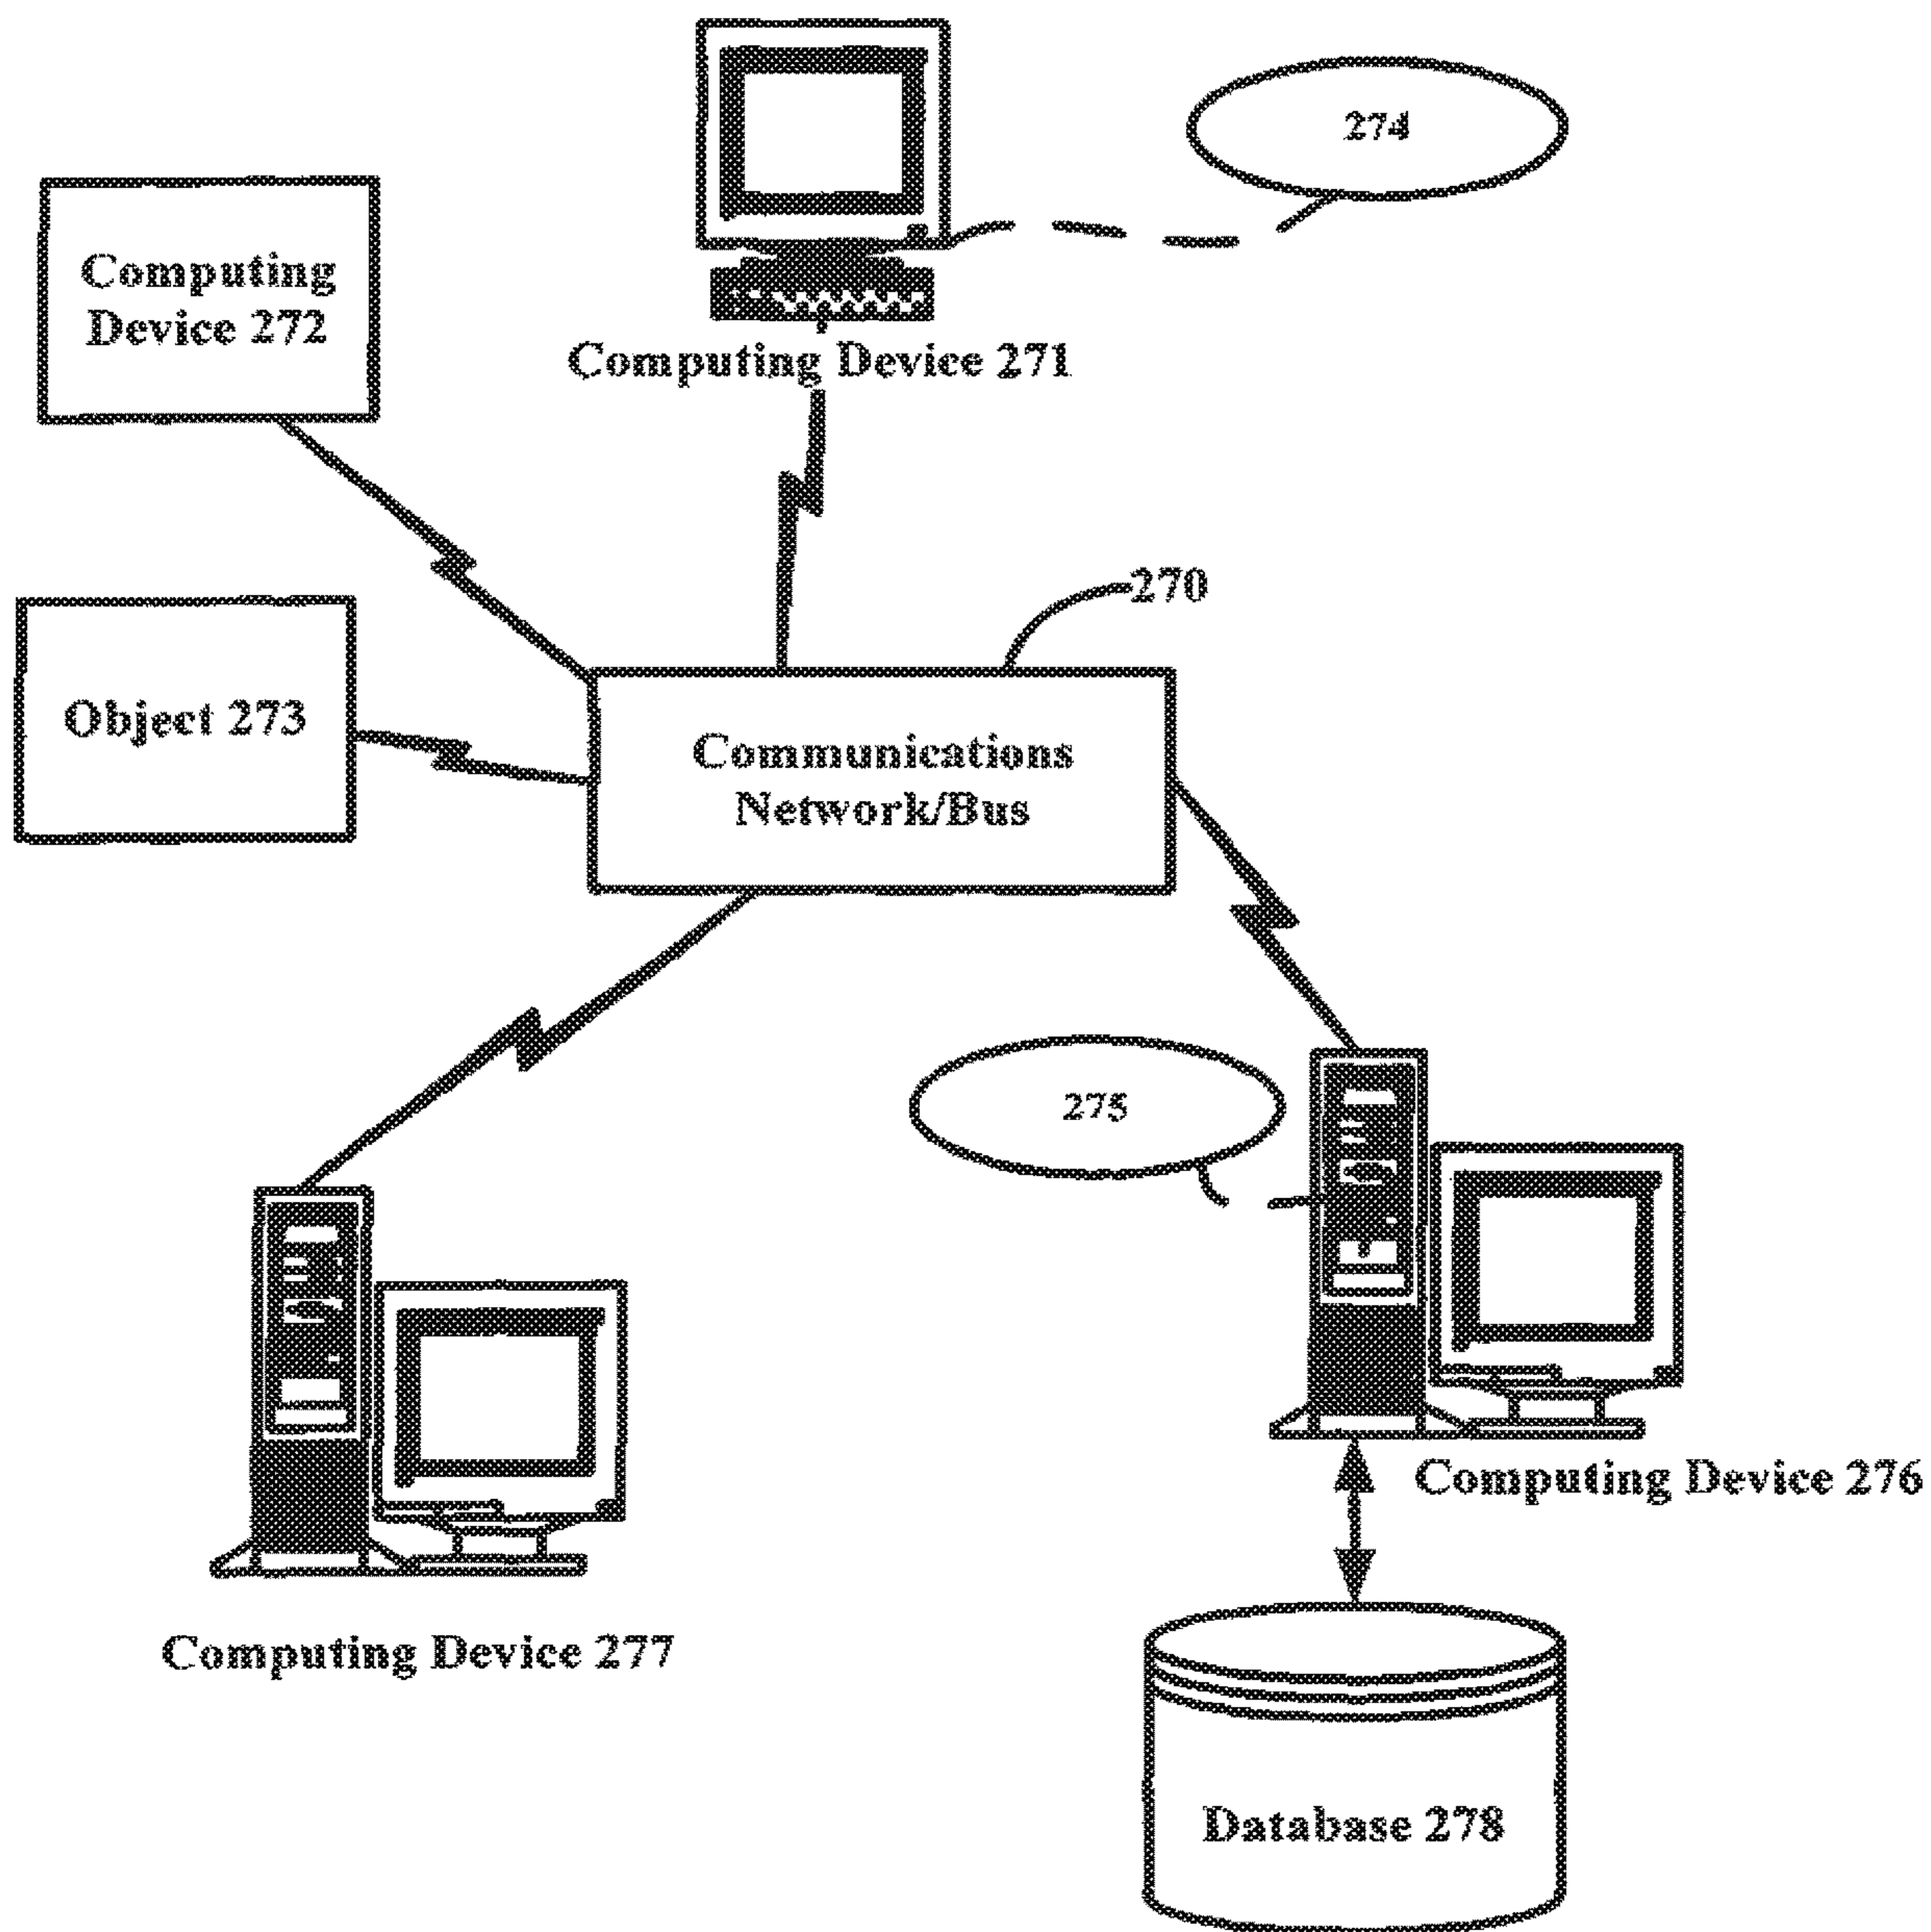 274
Computing
Device 272
Computing Device 271
270
Object 273
Communications
Network/Bus
275
Computing Device 276
Computing Device 277
Database 278